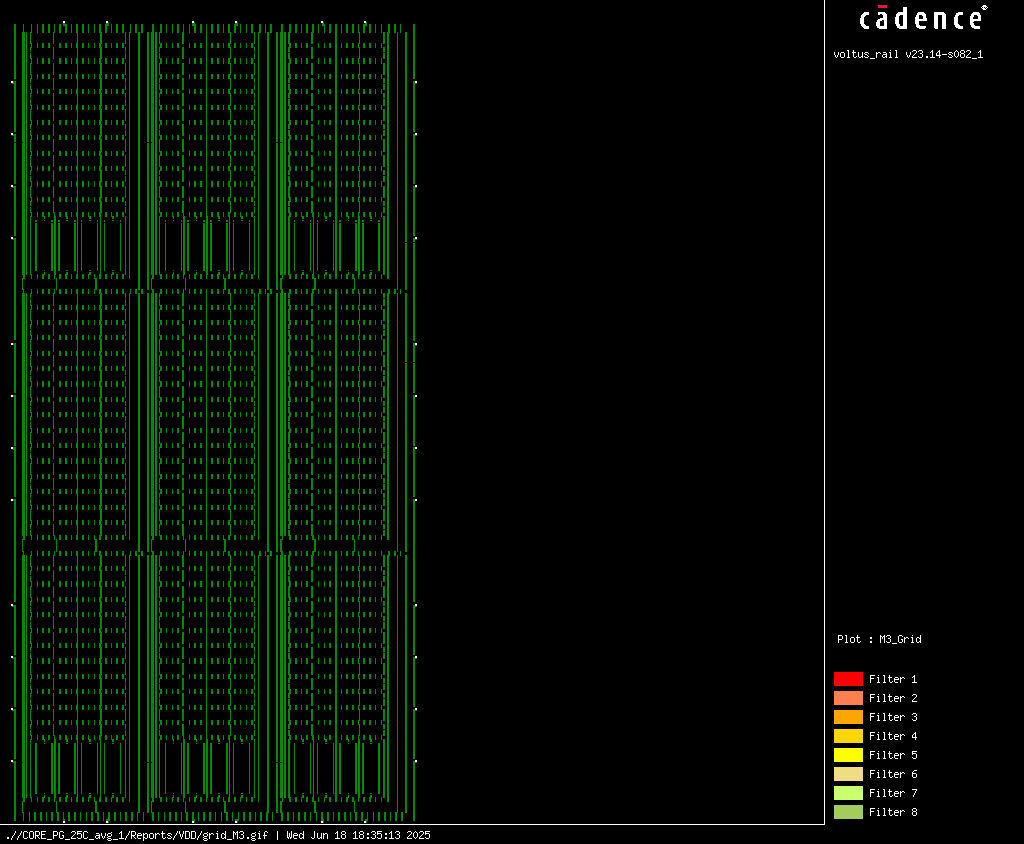 cādence®
voltus_rail v23.14-s082_1
Plot : M3_Grid
Filter 1
Filter 2
Filter 3
Filter 4
Filter 5
Filter 6
Filter 7
Filter 8
.//CORE_PG_25C_avg_1/Reports/VDD/grid_M3.gif | Wed Jun 18 18:35:13 2025